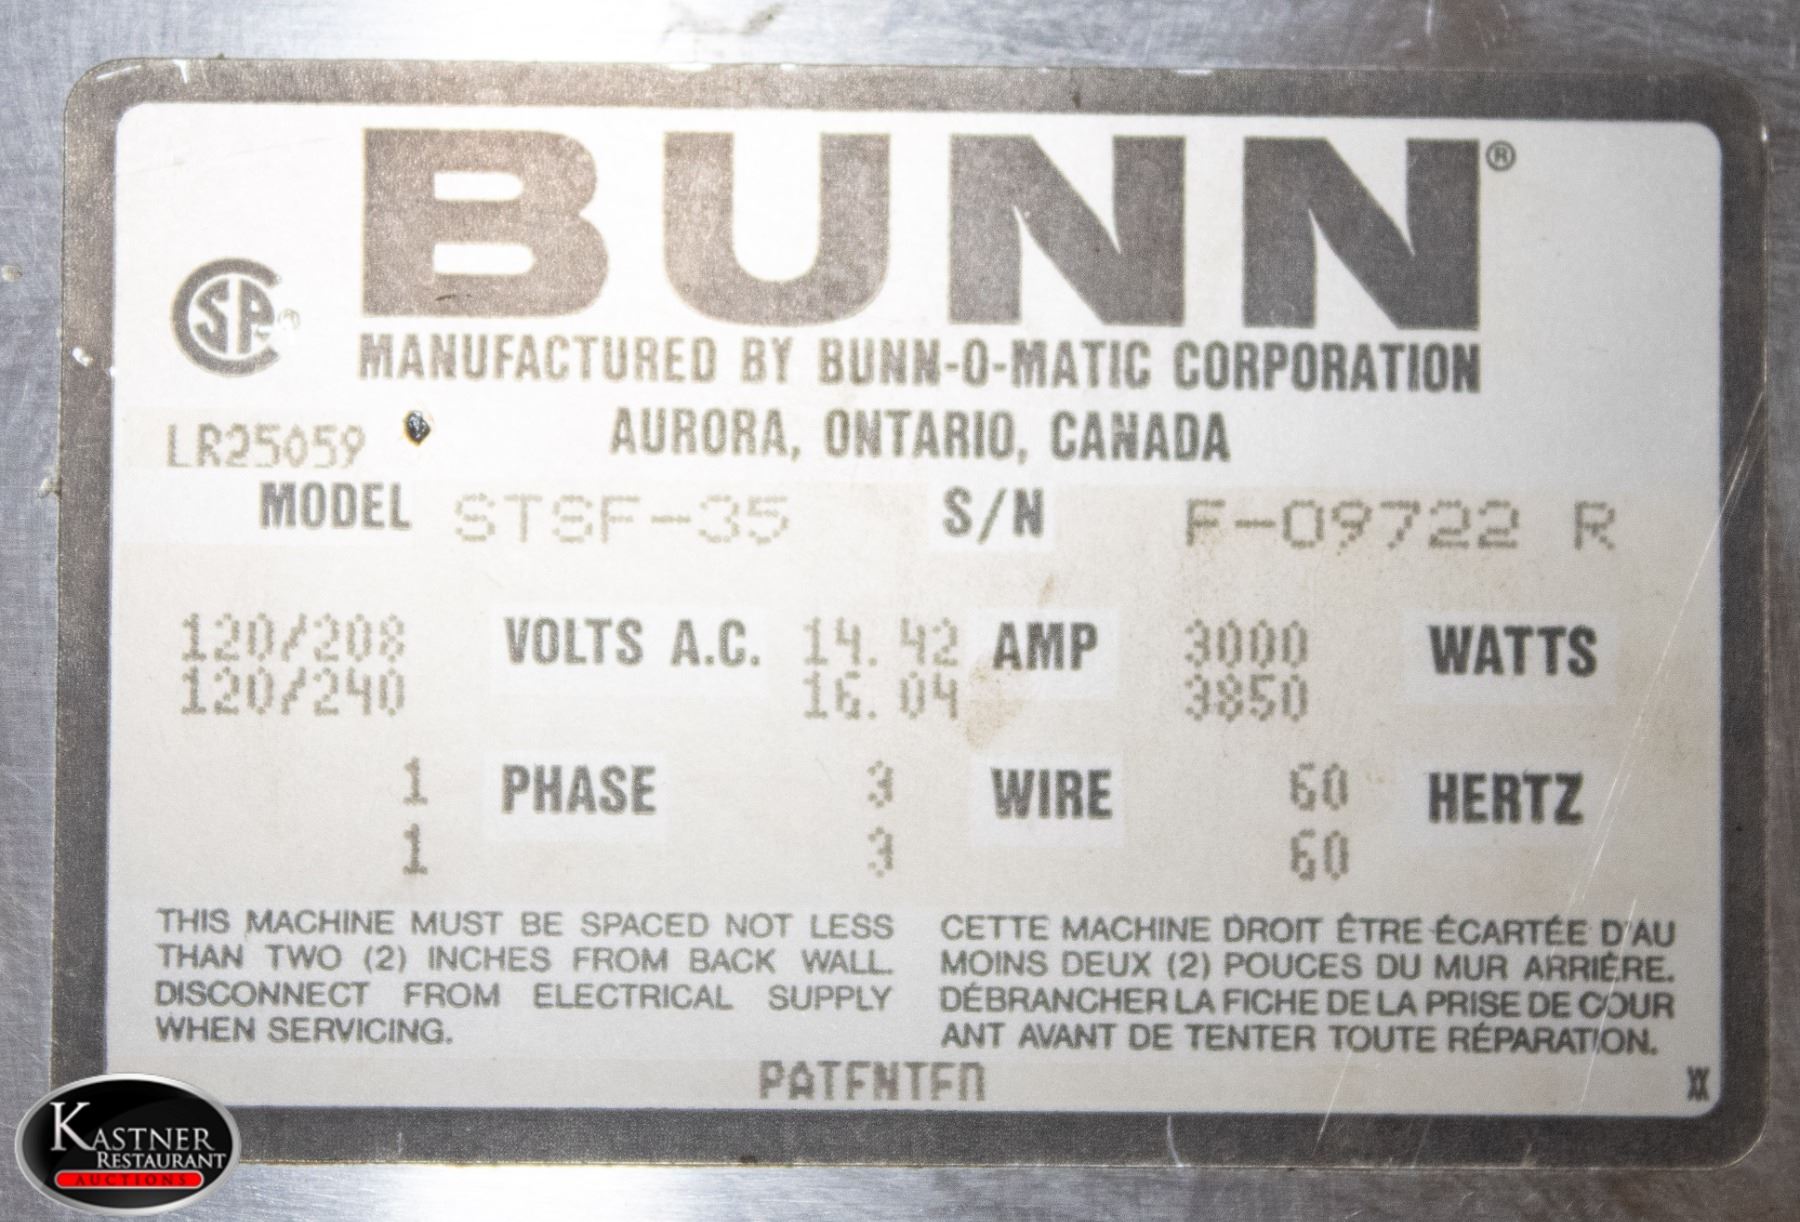 BUNN®
SP®
MANUFACTURED BY BUNN-O-MATIC CORPORATION
AURORA, ONTARIO, CANADA
LR25059
MODEL STSF-35 S/N F-09722 R
120/208 VOLTS A.C. 14.42 AMP 3000 WATTS
120/240 16.04 3850
1 PHASE 3 WIRE 60 HERTZ
1 3 60
THIS MACHINE MUST BE SPACED NOT LESS
THAN TWO (2) INCHES FROM BACK WALL.
DISCONNECT FROM ELECTRICAL SUPPLY
WHEN SERVICING.
CETTE MACHINE DROIT ÊTRE ÉCARTÉE D'AU
MOINS DEUX (2) POUCES DU MUR ARRIÈRE.
DÉBRANCHER LA FICHE DE LA PRISE DE COUR
ANT AVANT DE TENTER TOUTE RÉPARATION.
PATENTED
KASTNER
RESTAURANT
AUCTIONS